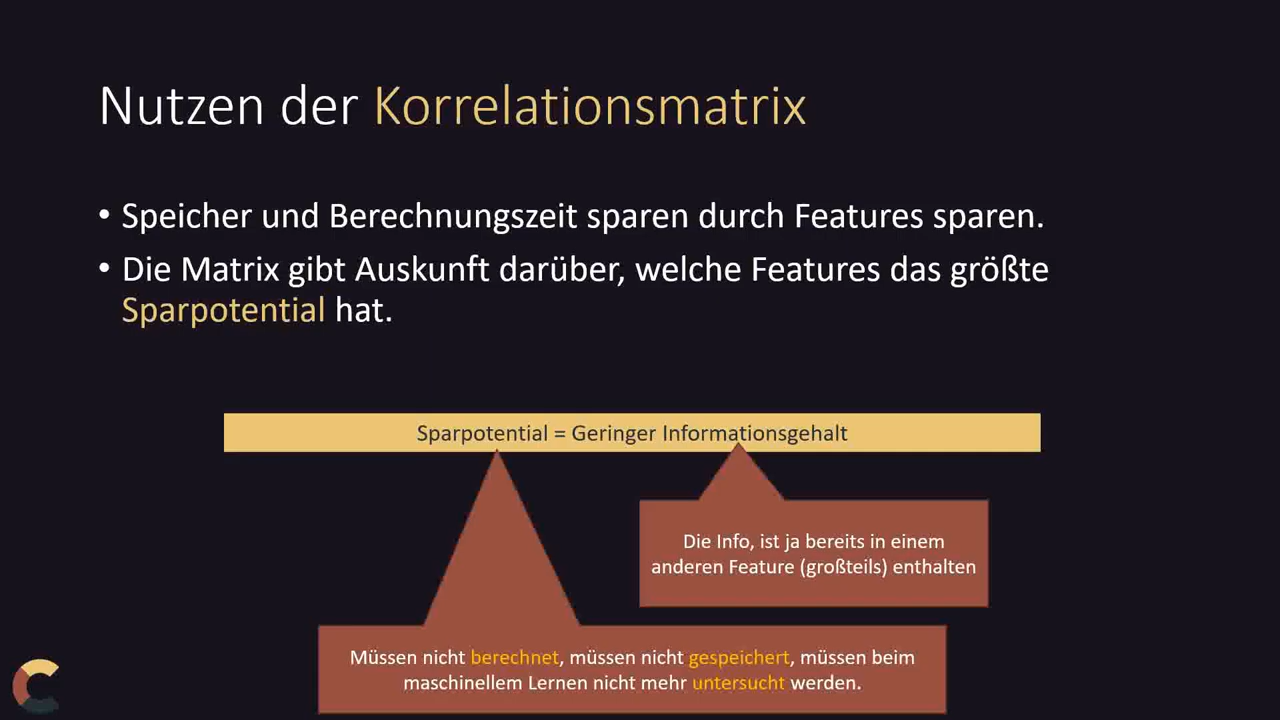 Nutzen der Korrelationsmatrix
• Speicher und Berechnungszeit sparen durch Features sparen.
• Die Matrix gibt Auskunft darüber, welche Features das größte
Sparpotential hat.
Sparpotential = Geringer Informationsgehalt
Die Info, ist ja bereits in einem
anderen Feature (großteils) enthalten
Müssen nicht berechnet, müssen nicht gespeichert, müssen beim
maschinellem Lernen nicht mehr untersucht werden.